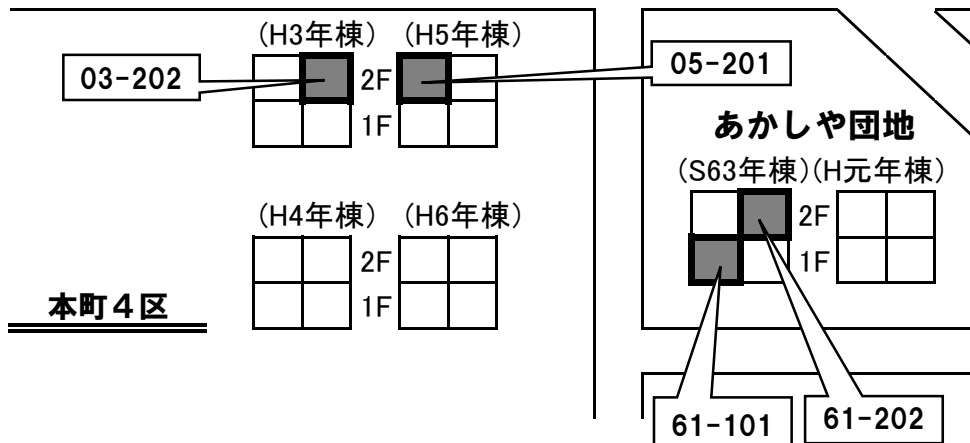 (H3年棟) (H5年棟)
03-202
2F
05-201
1F
あかしや団地
(S63年棟)(H元年棟)
2F
1F
(H4年棟) (H6年棟)
2F
1F
本町４区
61-101
61-202